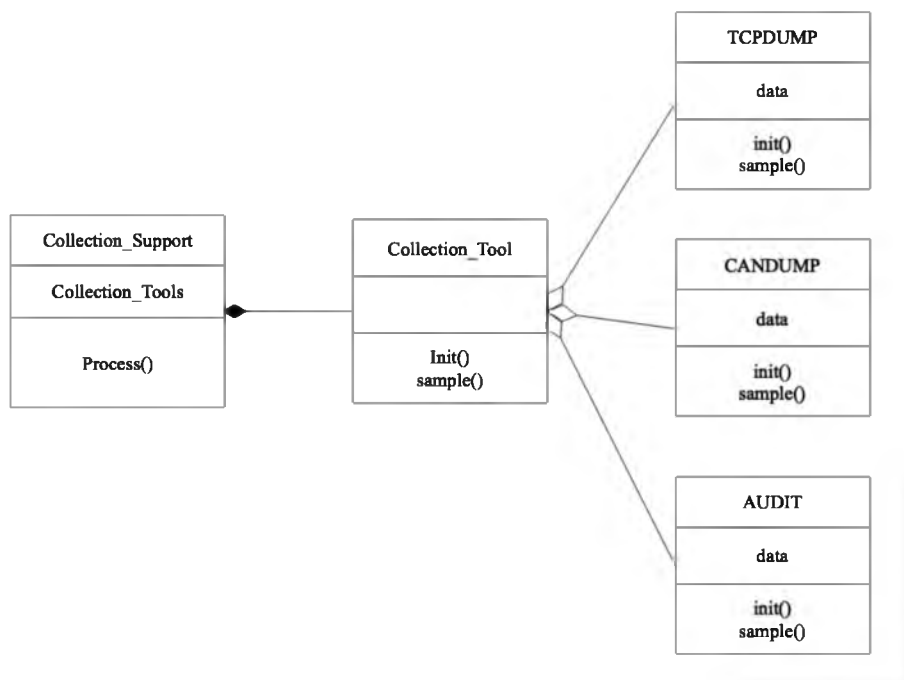 Collection_Support
Collection_Tools
Process()
Collection_Tool
Init()
sample()
TCPDUMP
data
init()
sample()
CANDUMP
data
init()
sample()
AUDIT
data
init()
sample()